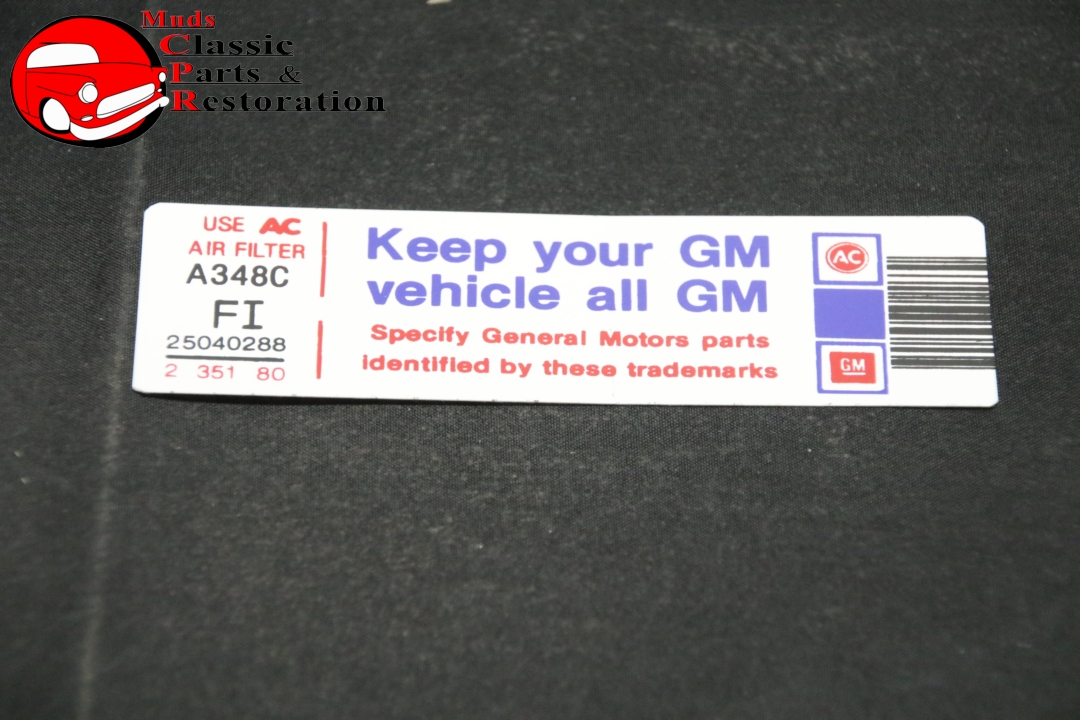 Muds
Classic
Parts &
Restoration
USE AC
AIR FILTER
A348C
FI
25040288
2 351 80
Keep your GM
vehicle all GM
Specify General Motors parts
identified by these trademarks
AC
GM